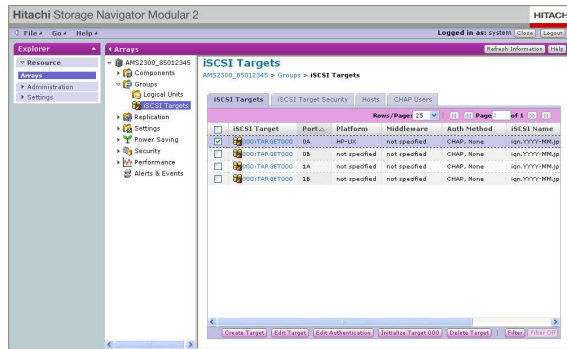 Hitachi Storage Navigator Modular 2
HITACHI
File Go Help
Logged in as: system Close Logout
Explorer
Arrays
Refresh Information Help
Resource
Arrays
Administration
Settings
AMS2300_85012345
Components
Groups
Logical Units
iSCSI Targets
Replication
Settings
Power Saving
Security
Performance
Alerts & Events
iSCSI Targets
AMS2300_85012345 > Groups > iSCSI Targets
iSCSI Targets iSCSI Target Security Hosts CHAP Users
Rows/Page: 25 Page of 1
iSCSI Target Port Platform Middleware Auth Method iSCSI Name
000:TARGET000 0A HP-UX not specified CHAP, None iqn.YYYY-MM.jp
000:TARGET000 0B not specified not specified CHAP, None iqn.YYYY-MM.jp
000:TARGET000 1A not specified not specified CHAP, None iqn.YYYY-MM.jp
000:TARGET000 1B not specified not specified CHAP, None iqn.YYYY-MM.jp
Create Target Edit Target Edit Authentication Initialize Target 000 Delete Target Filter Filter Off